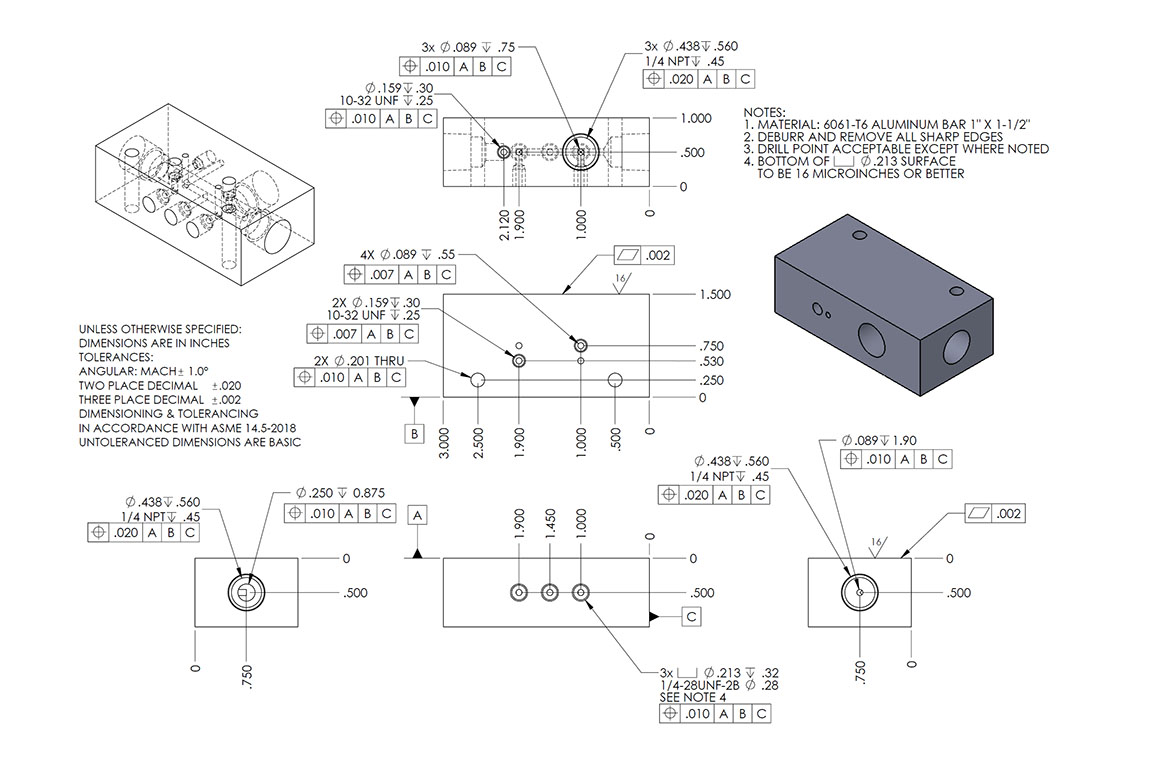 3x ∅.089 ↧ .75
⌖ .010 A B C
3x ∅.438 ↧ .560
1/4 NPT ↧ .45
⌖ .020 A B C
∅.159 ↧ .30
10-32 UNF ↧ .25
⌖ .010 A B C
1.000
.500
0
2.120
1.900
1.000
0
NOTES:
1. MATERIAL: 6061-T6 ALUMINUM BAR 1" X 1-1/2"
2. DEBURR AND REMOVE ALL SHARP EDGES
3. DRILL POINT ACCEPTABLE EXCEPT WHERE NOTED
4. BOTTOM OF ⌴ ∅.213 SURFACE
TO BE 16 MICROINCHES OR BETTER
4X ∅.089 ↧ .55
⌖ .007 A B C
▱ .002
16
2X ∅.159 ↧ .30
10-32 UNF ↧ .25
⌖ .007 A B C
2X ∅.201 THRU
⌖ .010 A B C
1.500
.750
.530
.250
0
B
3.000
2.500
1.900
1.000
.500
0
UNLESS OTHERWISE SPECIFIED:
DIMENSIONS ARE IN INCHES
TOLERANCES:
ANGULAR: MACH± 1.0°
TWO PLACE DECIMAL ±.020
THREE PLACE DECIMAL ±.002
DIMENSIONING & TOLERANCING
IN ACCORDANCE WITH ASME 14.5-2018
UNTOLERANCED DIMENSIONS ARE BASIC
∅.438 ↧ .560
1/4 NPT ↧ .45
⌖ .020 A B C
∅.250 ↧ 0.875
⌖ .010 A B C
0
.500
0
.750
A
1.900
1.450
1.000
0
0
.500
C
3x ⌴ ∅.213 ↧ .32
1/4-28UNF-2B ∅ .28
SEE NOTE 4
⌖ .010 A B C
∅.438 ↧ .560
1/4 NPT ↧ .45
⌖ .020 A B C
∅.089 ↧ 1.90
⌖ .010 A B C
▱ .002
16
0
.500
.750
0